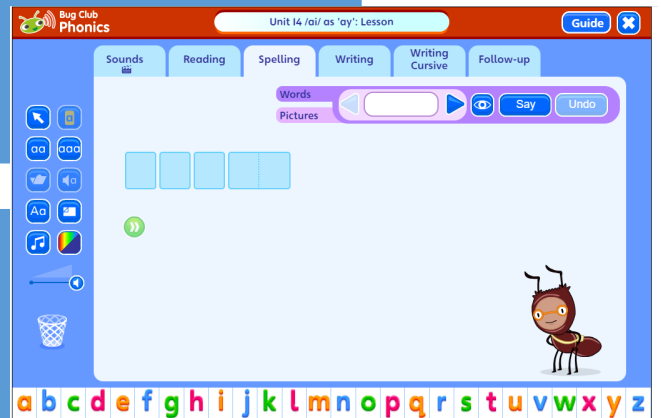 Bug Club
Phonics
Unit 14 /ai/ as 'ay': Lesson
Guide
Sounds
Reading
Spelling
Writing
Writing
Cursive
Follow-up
Words
Pictures
Say
Undo
a
aa
aaa
a
Aa
a b c d e f g h i j k l m n o p q r s t u v w x y z